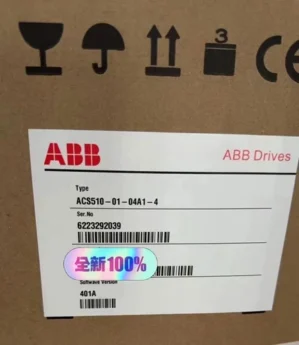 3
CE
ABB
ABB Drives
Type
ACS510-01-04A1-4
Ser.No
6223292039
全新100%
Software Version
401A